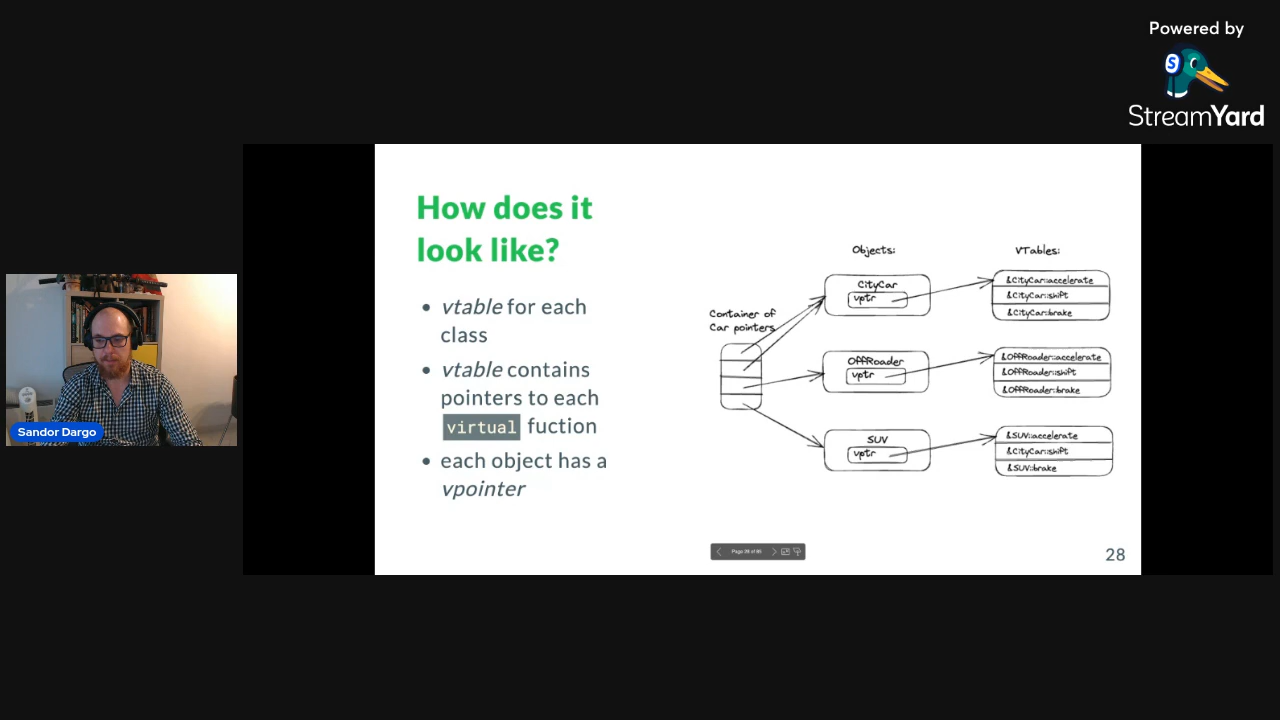 Powered by
StreamYard
How does it
look like?
• vtable for each
class
• vtable contains
pointers to each
virtual fuction
• each object has a
vpointer
Objects:
VTables:
Container of
Car pointers
CityCar
vptr
&CityCar::accelerate
&CityCar::shift
&CityCar::brake
OffRoader
vptr
&OffRoader::accelerate
&OffRoader::shift
&OffRoader::brake
SUV
vptr
&SUV::accelerate
&CityCar::shift
&SUV::brake
28
Sandor Dargo